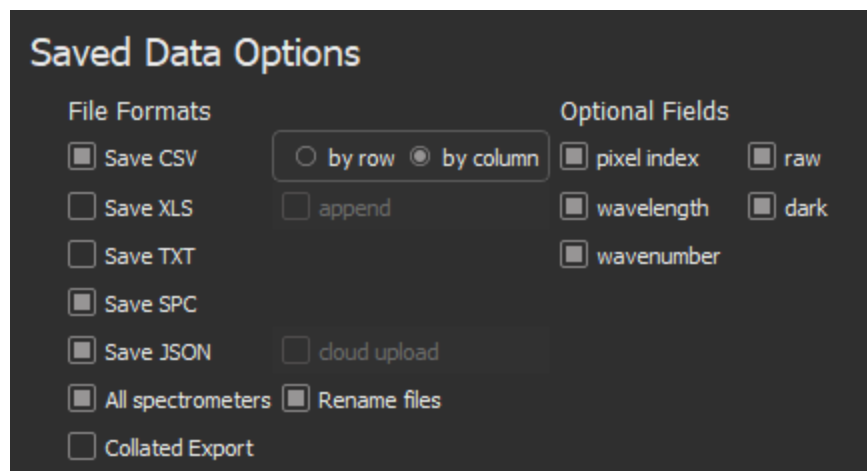 Saved Data Options
File Formats
Optional Fields
Save CSV by row by column pixel index raw
Save XLS append wavelength dark
Save TXT wavenumber
Save SPC
Save JSON cloud upload
All spectrometers Rename files
Collated Export